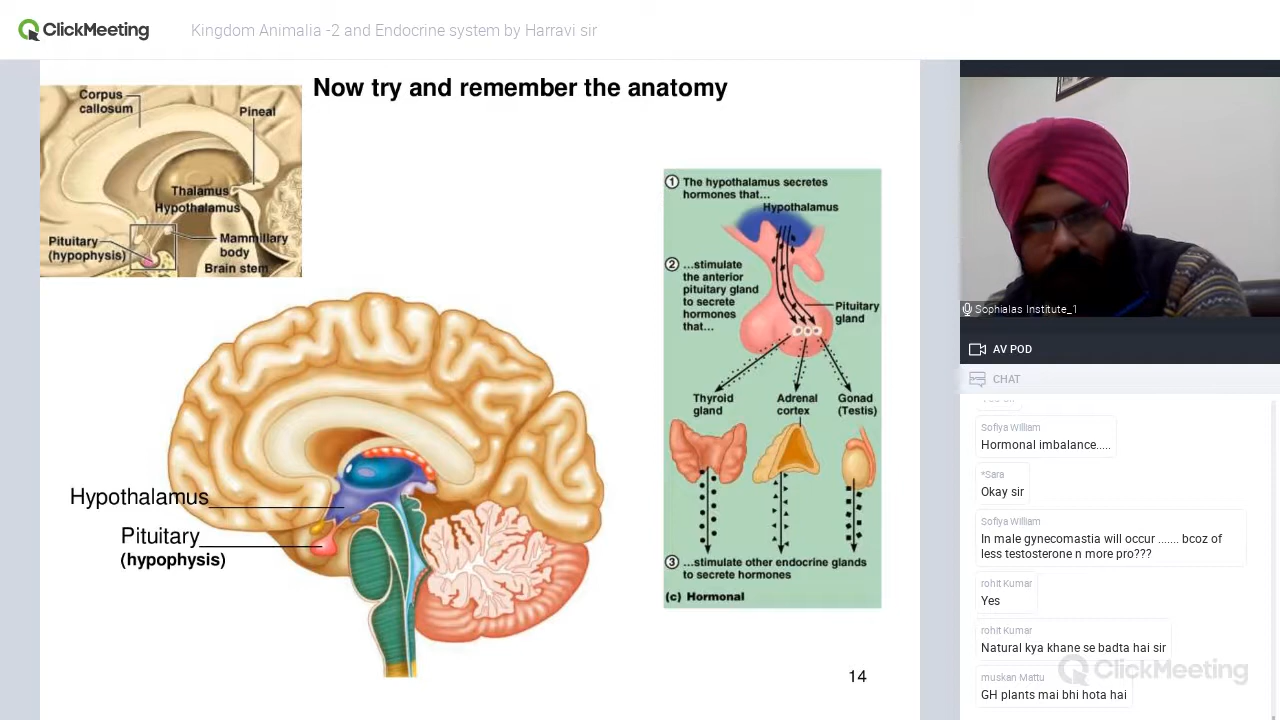 ClickMeeting
Kingdom Animalia -2 and Endocrine system by Harravi sir
Now try and remember the anatomy
Corpus
callosum
Pineal
Thalamus
Hypothalamus
Pituitary
(hypophysis)
Mammillary
body
Brain stem
Hypothalamus
Pituitary
(hypophysis)
1 The hypothalamus secretes
hormones that...
Hypothalamus
2 ...stimulate
the anterior
pituitary gland
to secrete
hormones
that...
Pituitary
gland
Thyroid
gland
Adrenal
cortex
Gonad
(Testis)
3 ...stimulate other endocrine glands
to secrete hormones
(c) Hormonal
14
Sophialas Institute_1
AV POD
CHAT
Sofiya William
Hormonal imbalance.....
*Sara
Okay sir
Sofiya William
In male gynecomastia will occur ....... bcoz of
less testosterone n more pro???
rohit Kumar
Yes
rohit Kumar
Natural kya khane se badta hai sir
muskan Mattu
GH plants mai bhi hota hai
ClickMeeting